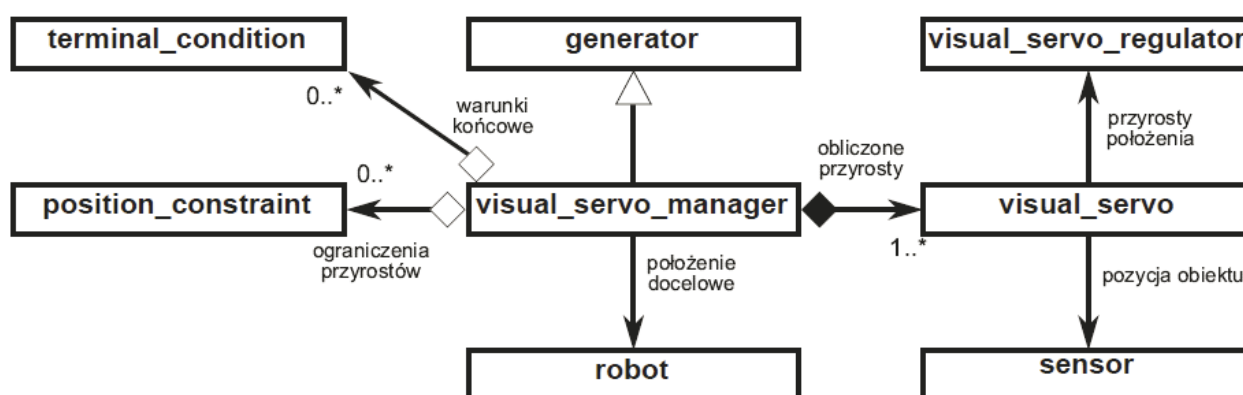 terminal_condition
generator
visual_servo_regulator
0..*
warunki
końcowe
przyrosty
położenia
obliczone
przyrosty
0..*
position_constraint
visual_servo_manager
visual_servo
1..*
ograniczenia
przyrostów
położenie
docelowe
pozycja obiektu
robot
sensor